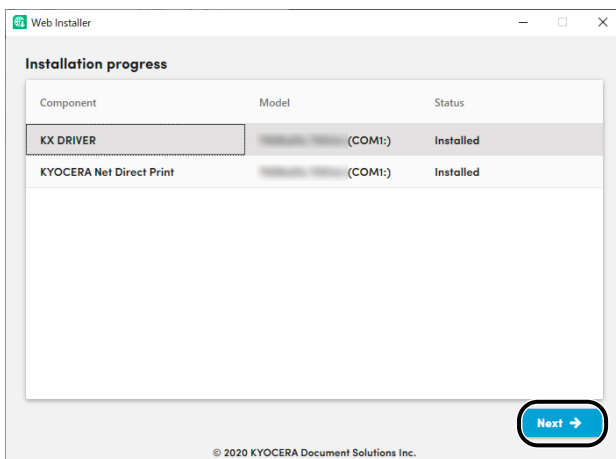 Web Installer
Installation progress
Component Model Status
KX DRIVER (COM1:) Installed
KYOCERA Net Direct Print (COM1:) Installed
Next →
© 2020 KYOCERA Document Solutions Inc.